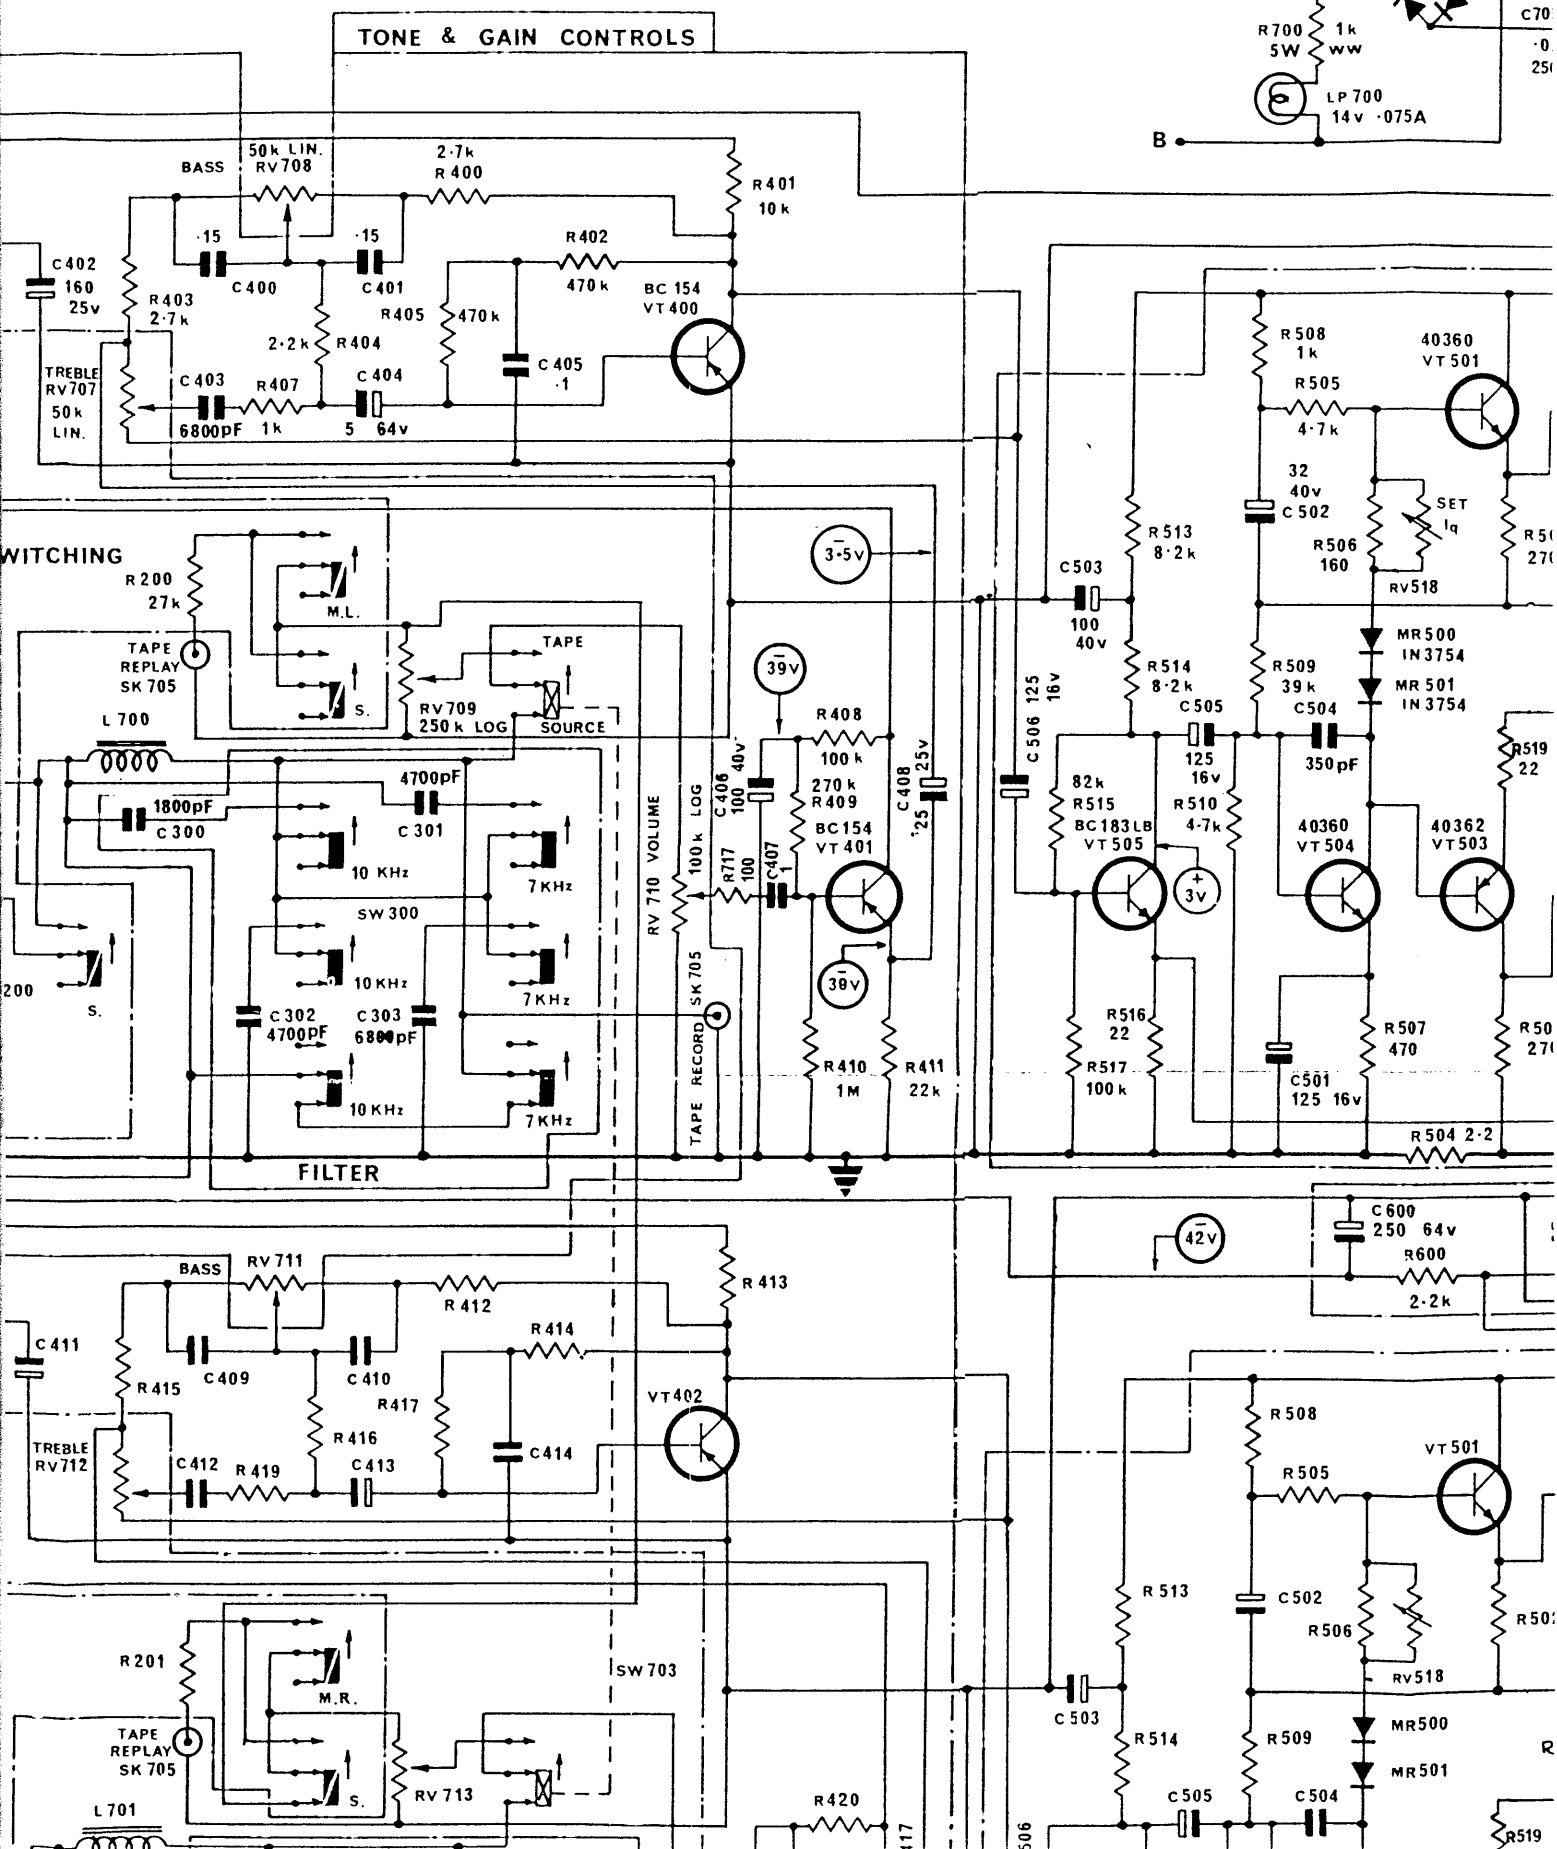 TONE & GAIN CONTROLS
R700
5W
1k
WW
LP 700
14v ·075A
B
BASS
50k LIN.
RV708
2·7k
R400
R401
10k
·15
C400
·15
C401
R402
470k
C402
160
25v
R403
2·7k
R405
470k
BC 154
VT400
2·2k
R404
C405
·1
TREBLE
RV707
50k
LIN.
C403
6800pF
R407
1k
C404
5 64v
R508
1k
40360
VT501
R505
4·7k
32
40v
C502
SET
Iq
R506
160
RV518
R513
8·2k
C503
100
40v
WITCHING
R200
27k
M.L.
TAPE
REPLAY
SK705
S.
RV709
250k LOG
TAPE
SOURCE
3·5v
39v
R408
100k
MR500
IN3754
MR501
IN3754
R514
8·2k
R509
39k
C505
125
16v
C504
350pF
C506 125
16v
R519
22
L700
1800pF
C300
4700pF
C301
10 KHz
7KHz
SW300
RV 710 VOLUME
100k LOG
C406
100 40v
270k
R409
BC154
VT401
R717
100
C407
1
C408
25 25v
82k
R515
BC183LB
VT505
R510
4·7k
40360
VT504
40362
VT503
3v
38v
200
S.
10KHz
7KHz
C302
4700pF
C303
6800pF
10KHz
7KHz
TAPE RECORD SK705
R410
1M
R411
22k
R516
22
R517
100k
C501
125 16v
R507
470
R504 2·2
FILTER
42v
C600
250 64v
R600
2·2k
BASS
RV711
R412
R413
C411
C409
C410
R414
R415
R416
R417
VT402
C414
TREBLE
RV712
C412
R419
C413
R508
R505
VT501
R513
C502
R506
RV518
R502
R201
M.R.
TAPE
REPLAY
SK705
S.
RV713
SW703
C503
R514
R509
MR500
MR501
L701
R420
C505
C504
R519